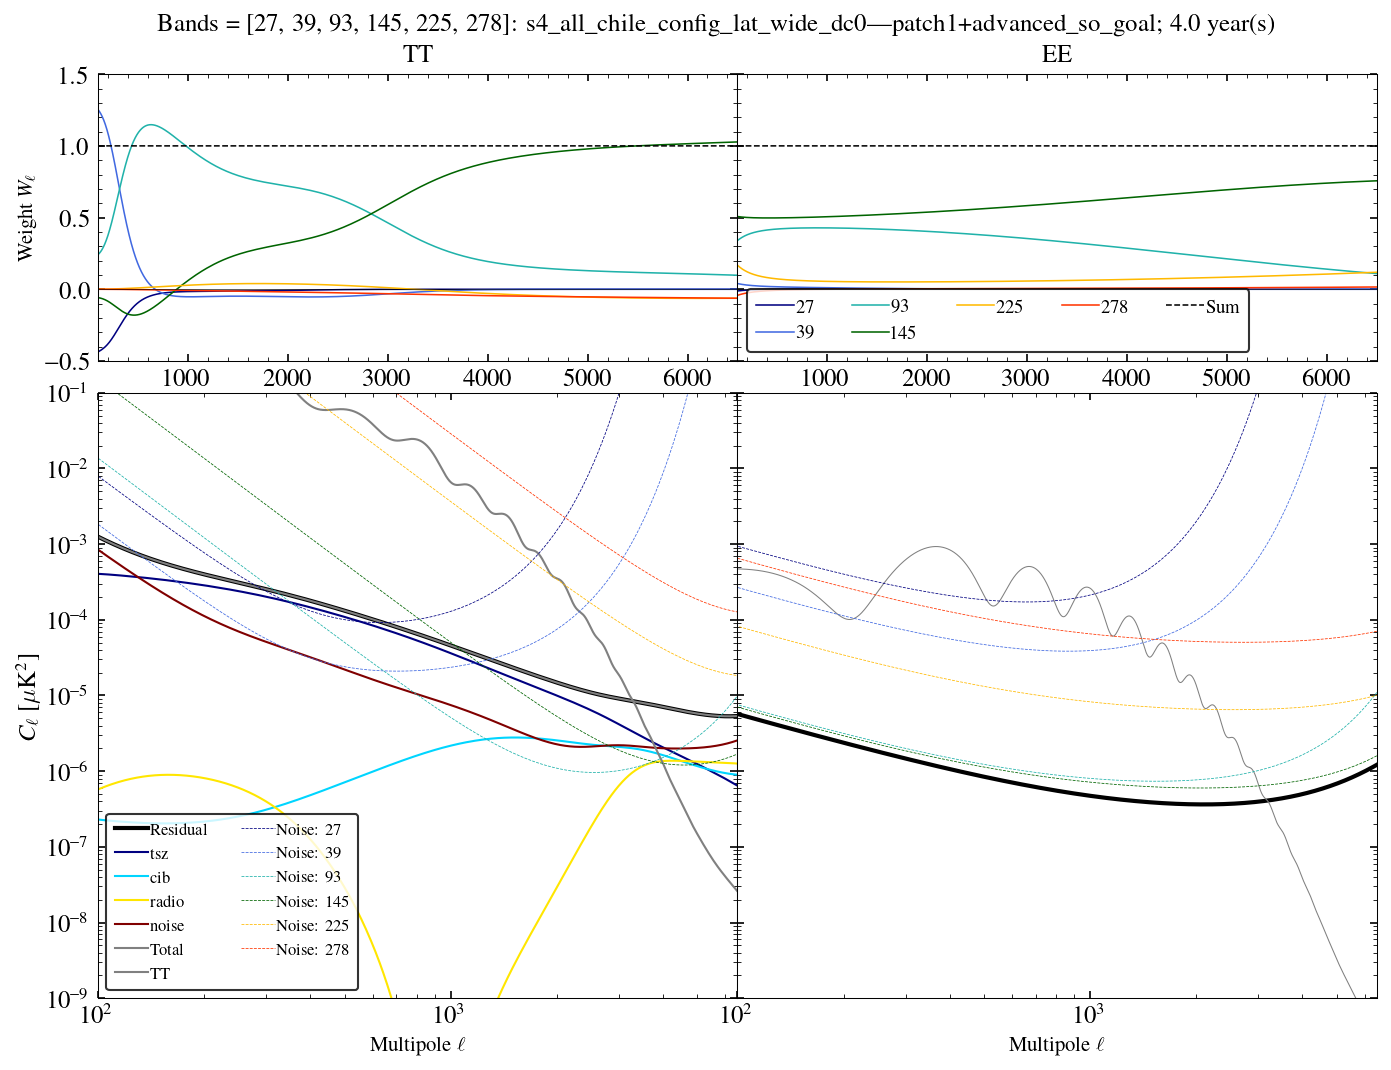 Bands = [27, 39, 93, 145, 225, 278]: s4_all_chile_config_lat_wide_dc0—patch1+advanced_so_goal; 4.0 year(s)
TT EE
1.5
1.0
0.5
0.0
−0.5
Weight W_ℓ
1000 2000 3000 4000 5000 6000
1000 2000 3000 4000 5000 6000
27 93 225 278 Sum
39 145
10^{-1}
10^{-2}
10^{-3}
10^{-4}
10^{-5}
10^{-6}
10^{-7}
10^{-8}
10^{-9}
C_ℓ [μK^2]
Residual Noise: 27
tsz Noise: 39
cib Noise: 93
radio Noise: 145
noise Noise: 225
Total Noise: 278
TT
10^2 10^3 10^2 10^3
Multipole ℓ Multipole ℓ